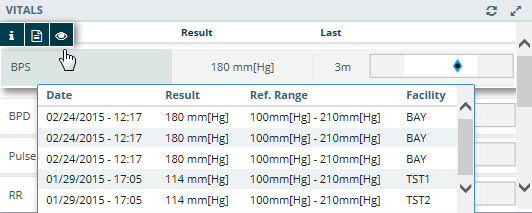 VITALS
Result Last
BPS 180 mm[Hg] 3m
Date Result Ref. Range Facility
02/24/2015 - 12:17 180 mm[Hg] 100mm[Hg] - 210mm[Hg] BAY
02/24/2015 - 12:17 180 mm[Hg] 100mm[Hg] - 210mm[Hg] BAY
02/24/2015 - 12:17 180 mm[Hg] 100mm[Hg] - 210mm[Hg] BAY
01/29/2015 - 17:05 114 mm[Hg] 100mm[Hg] - 210mm[Hg] TST1
01/29/2015 - 17:05 114 mm[Hg] 100mm[Hg] - 210mm[Hg] TST2
BPD
Pulse
RR